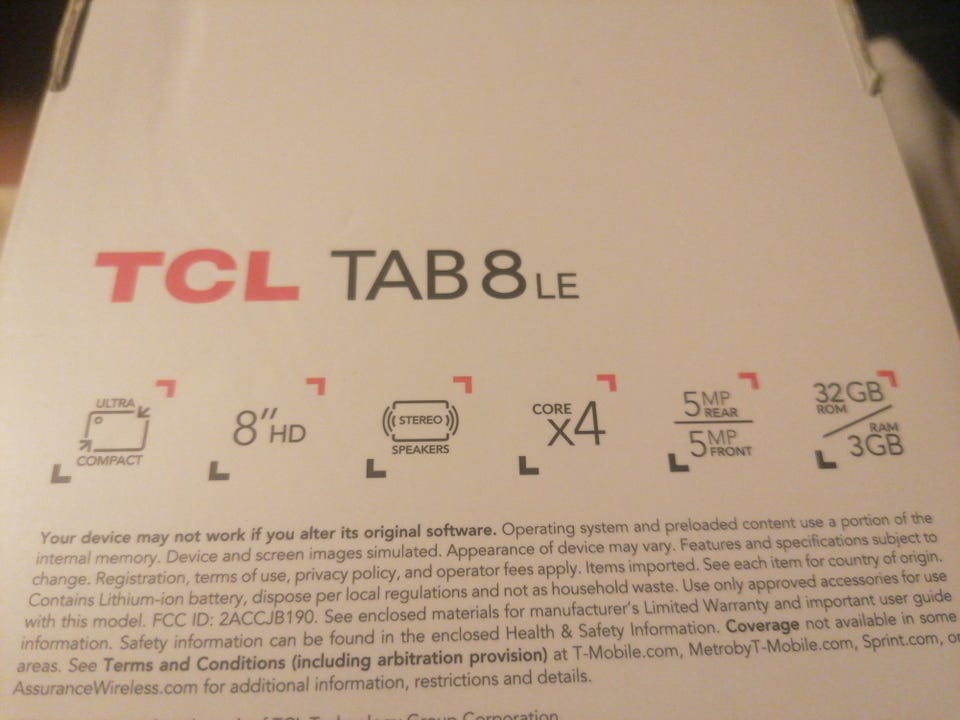 TCL TAB 8 LE
ULTRA
COMPACT
8″ HD
STEREO
SPEAKERS
CORE
x4
5MP REAR
5MP FRONT
32GB ROM
RAM 3GB
Your device may not work if you alter its original software. Operating system and preloaded content use a portion of the
internal memory. Device and screen images simulated. Appearance of device may vary. Features and specifications subject to
change. Registration, terms of use, privacy policy, and operator fees apply. Items imported. See each item for country of origin.
Contains Lithium-ion battery, dispose per local regulations and not as household waste. Use only approved accessories for use
with this model. FCC ID: 2ACCJB190. See enclosed materials for manufacturer's Limited Warranty and important user guide
information. Safety information can be found in the enclosed Health & Safety Information. Coverage not available in some
areas. See Terms and Conditions (including arbitration provision) at T-Mobile.com, MetrobyT-Mobile.com, Sprint.com, or
AssuranceWireless.com for additional information, restrictions and details.
of TCL Technology Group Corporation